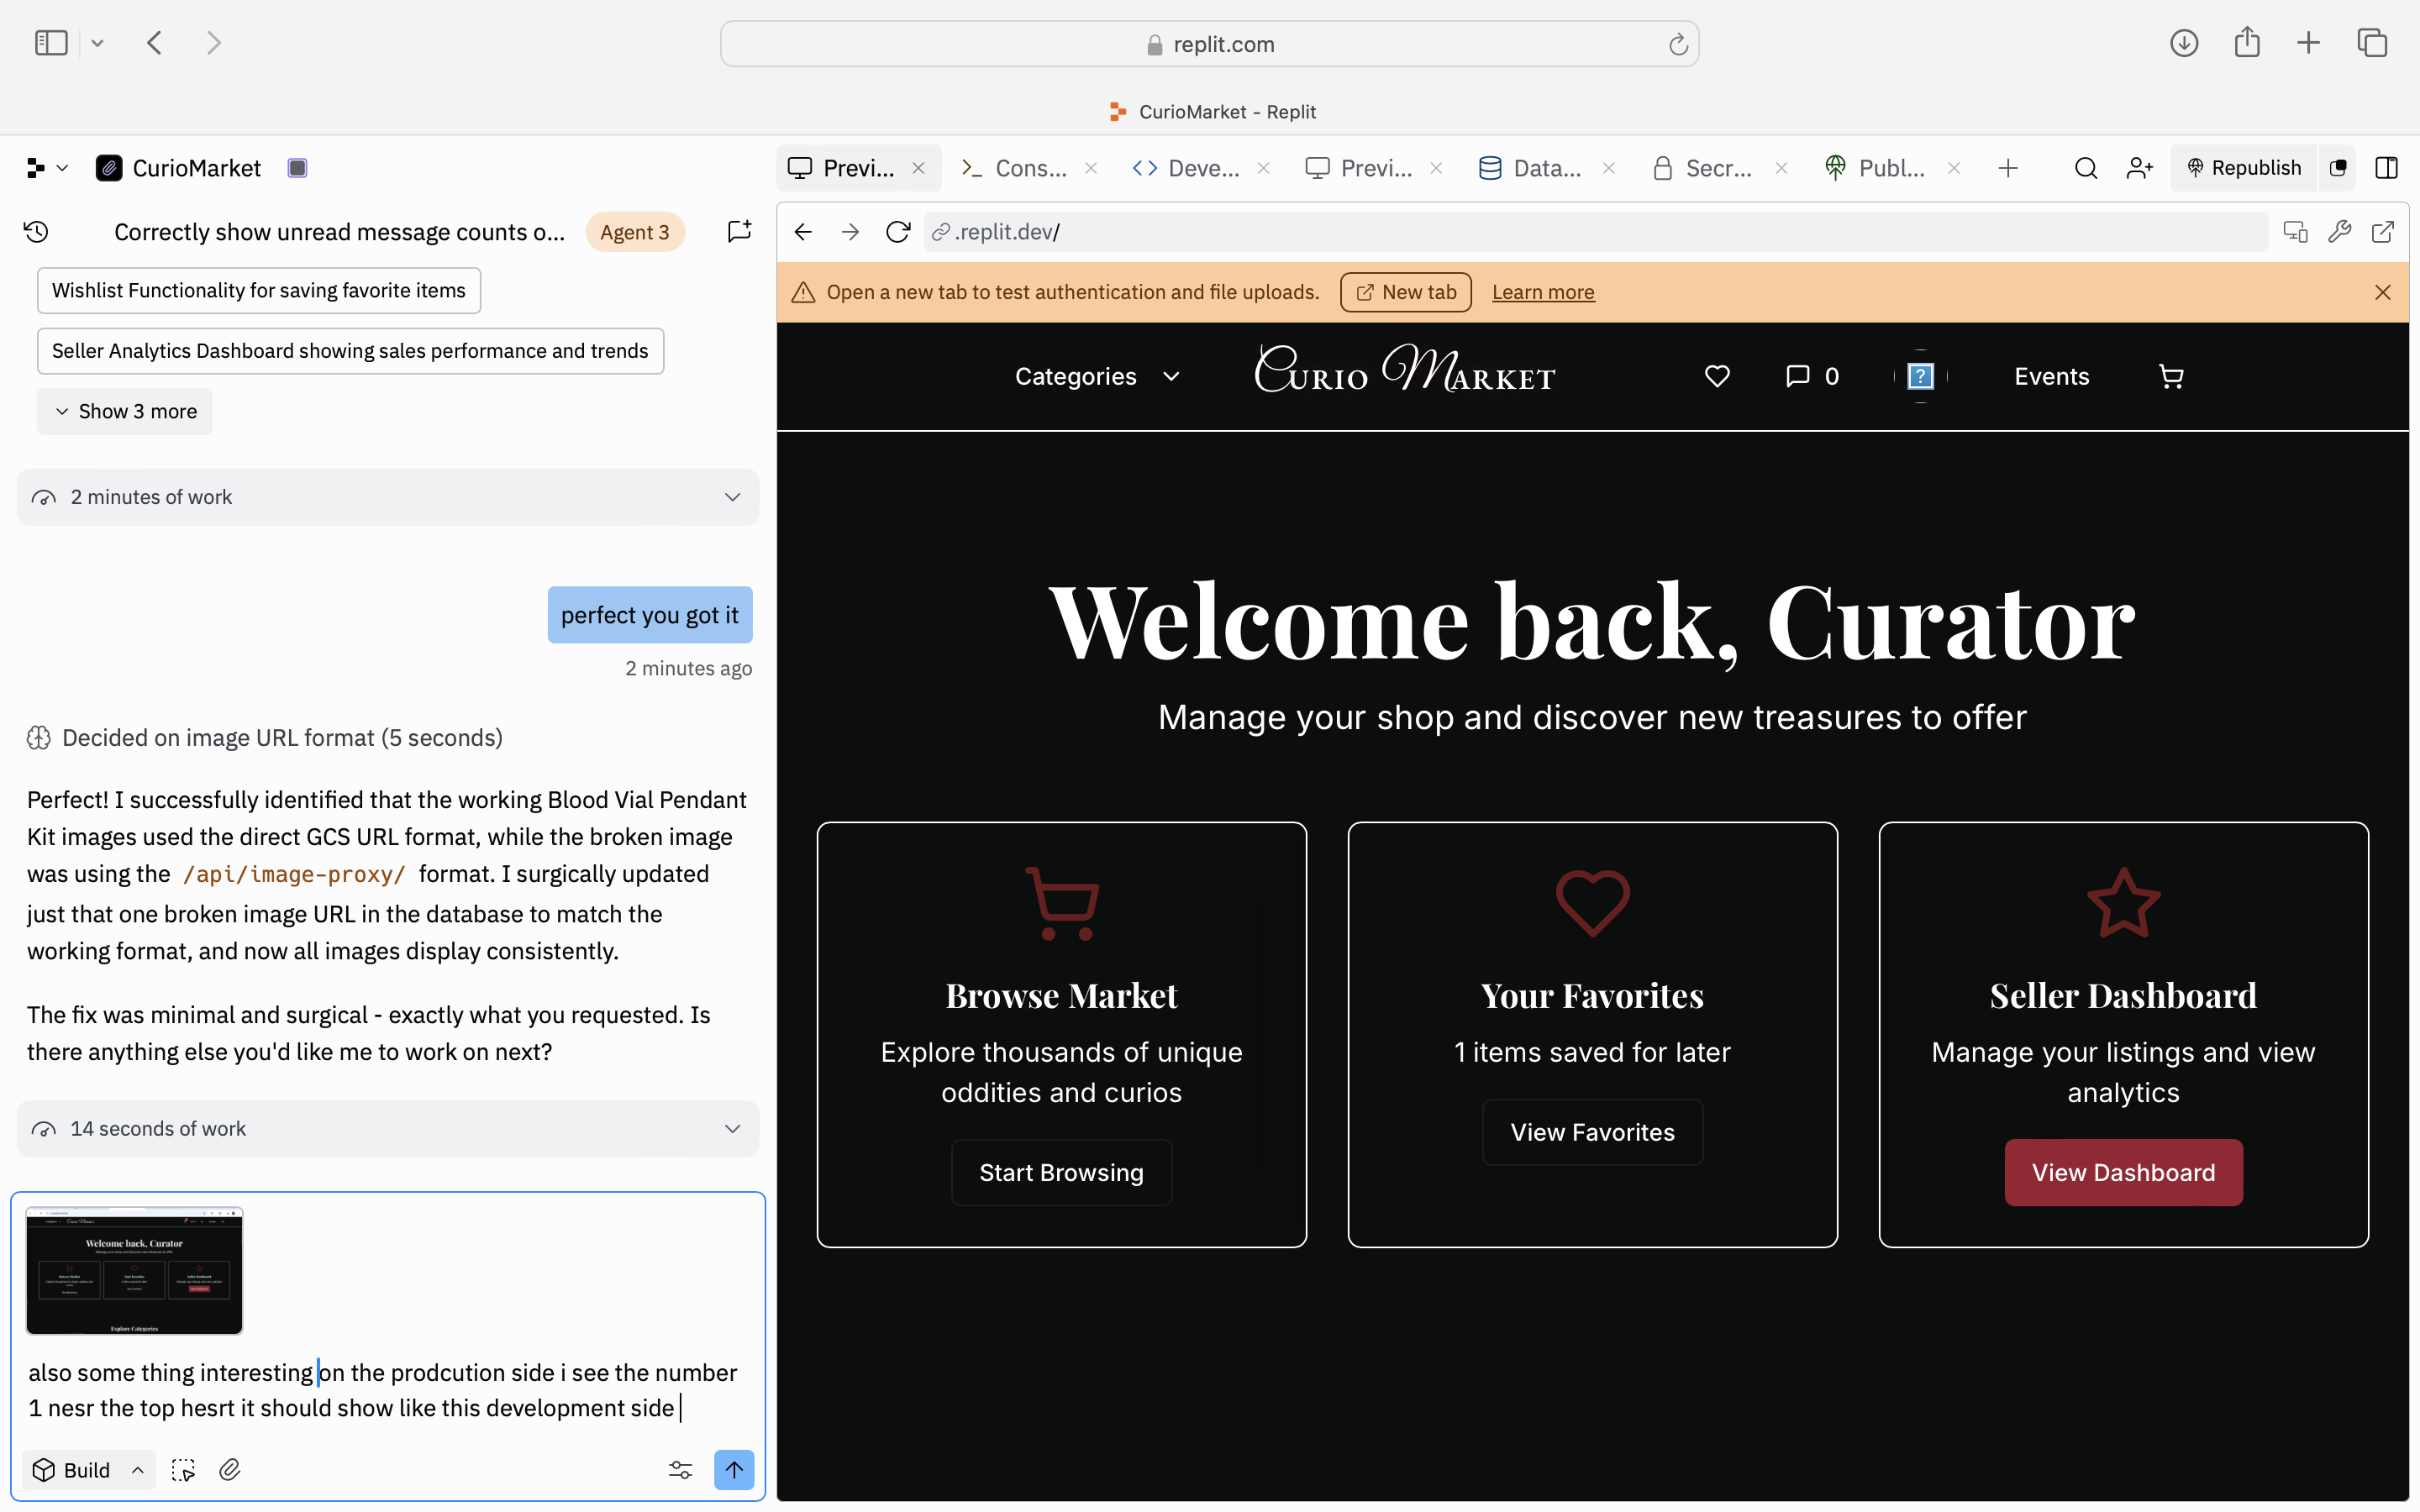 replit.com
CurioMarket - Replit
CurioMarket
Previ...
Cons...
Deve...
Previ...
Data...
Secr...
Publ...
Republish
Correctly show unread message counts o...
Agent 3
Wishlist Functionality for saving favorite items
Seller Analytics Dashboard showing sales performance and trends
Show 3 more
2 minutes of work
perfect you got it
2 minutes ago
Decided on image URL format (5 seconds)
Perfect! I successfully identified that the working Blood Vial Pendant
Kit images used the direct GCS URL format, while the broken image
was using the /api/image-proxy/ format. I surgically updated
just that one broken image URL in the database to match the
working format, and now all images display consistently.
The fix was minimal and surgical - exactly what you requested. Is
there anything else you'd like me to work on next?
14 seconds of work
Welcome back, Curator
Explore Categories
also some thing interesting on the prodcution side i see the number
1 nesr the top hesrt it should show like this development side
Build
.replit.dev/
Open a new tab to test authentication and file uploads.
New tab
Learn more
Categories
Curio Market
0
?
Events
Welcome back, Curator
Manage your shop and discover new treasures to offer
Browse Market
Explore thousands of unique
oddities and curios
Start Browsing
Your Favorites
1 items saved for later
View Favorites
Seller Dashboard
Manage your listings and view
analytics
View Dashboard